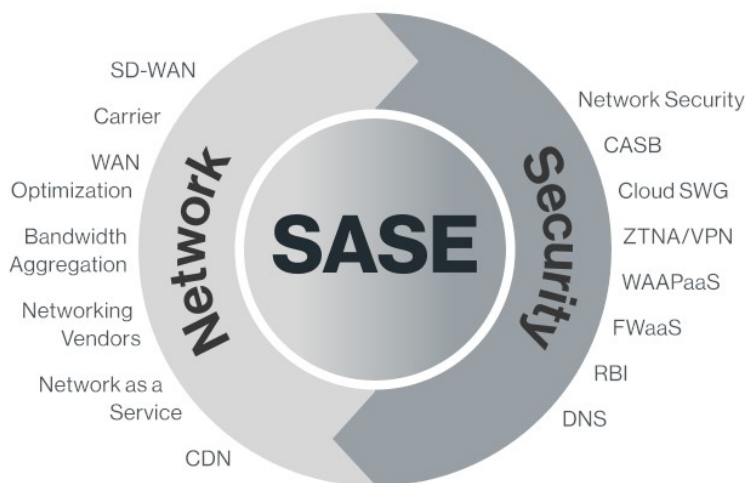 SD-WAN
Carrier
WAN
Optimization
Bandwidth
Aggregation
Networking
Vendors
Network as a
Service
CDN
Network
SASE
Security
Network Security
CASB
Cloud SWG
ZTNA/VPN
WAAPaaS
FWaaS
RBI
DNS